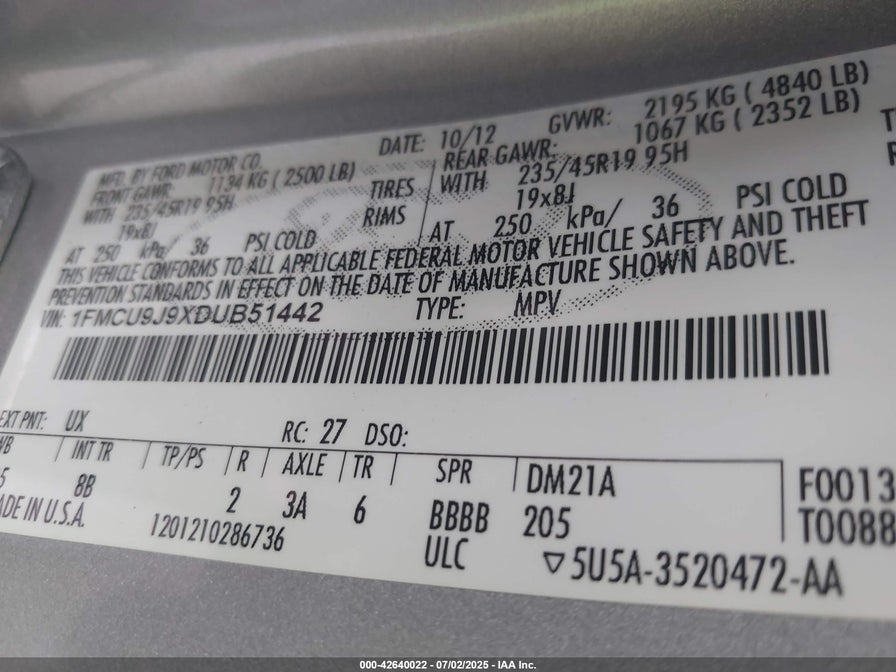 MFD. BY FORD MOTOR CO. DATE: 10/12 GVWR: 2195 KG ( 4840 LB)
FRONT GAWR: 1134 KG ( 2500 LB) REAR GAWR: 1067 KG ( 2352 LB)
WITH 235/45R19 95H TIRES WITH 235/45R19 95H
19x8J RIMS 19x8J
AT 250 kPa/ 36 PSI COLD AT 250 kPa/ 36 PSI COLD
THIS VEHICLE CONFORMS TO ALL APPLICABLE FEDERAL MOTOR VEHICLE SAFETY AND THEFT
PREVENTION STANDARDS IN EFFECT ON THE DATE OF MANUFACTURE SHOWN ABOVE.
VIN: 1FMCU9J9XDUB51442 TYPE: MPV
EXT PNT: UX RC: 27 DSO:
WB INT TR TP/PS R AXLE TR SPR DM21A F0013
5 8B 2 3A 6 BBBB 205 T0088
MADE IN U.S.A. 1201210286736 ULC ▽5U5A-3520472-AA
000-42640022 - 07/02/2025 - IAA Inc.